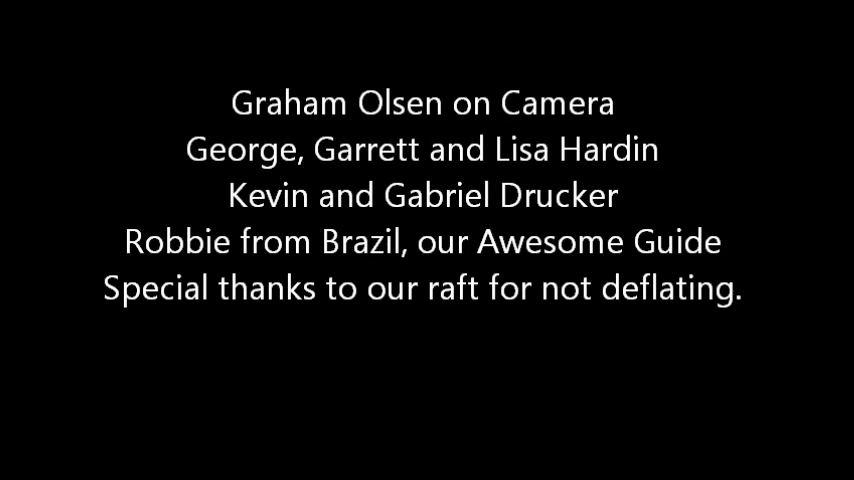 Graham Olsen on Camera
George, Garrett and Lisa Hardin
Kevin and Gabriel Drucker
Robbie from Brazil, our Awesome Guide
Special thanks to our raft for not deflating.